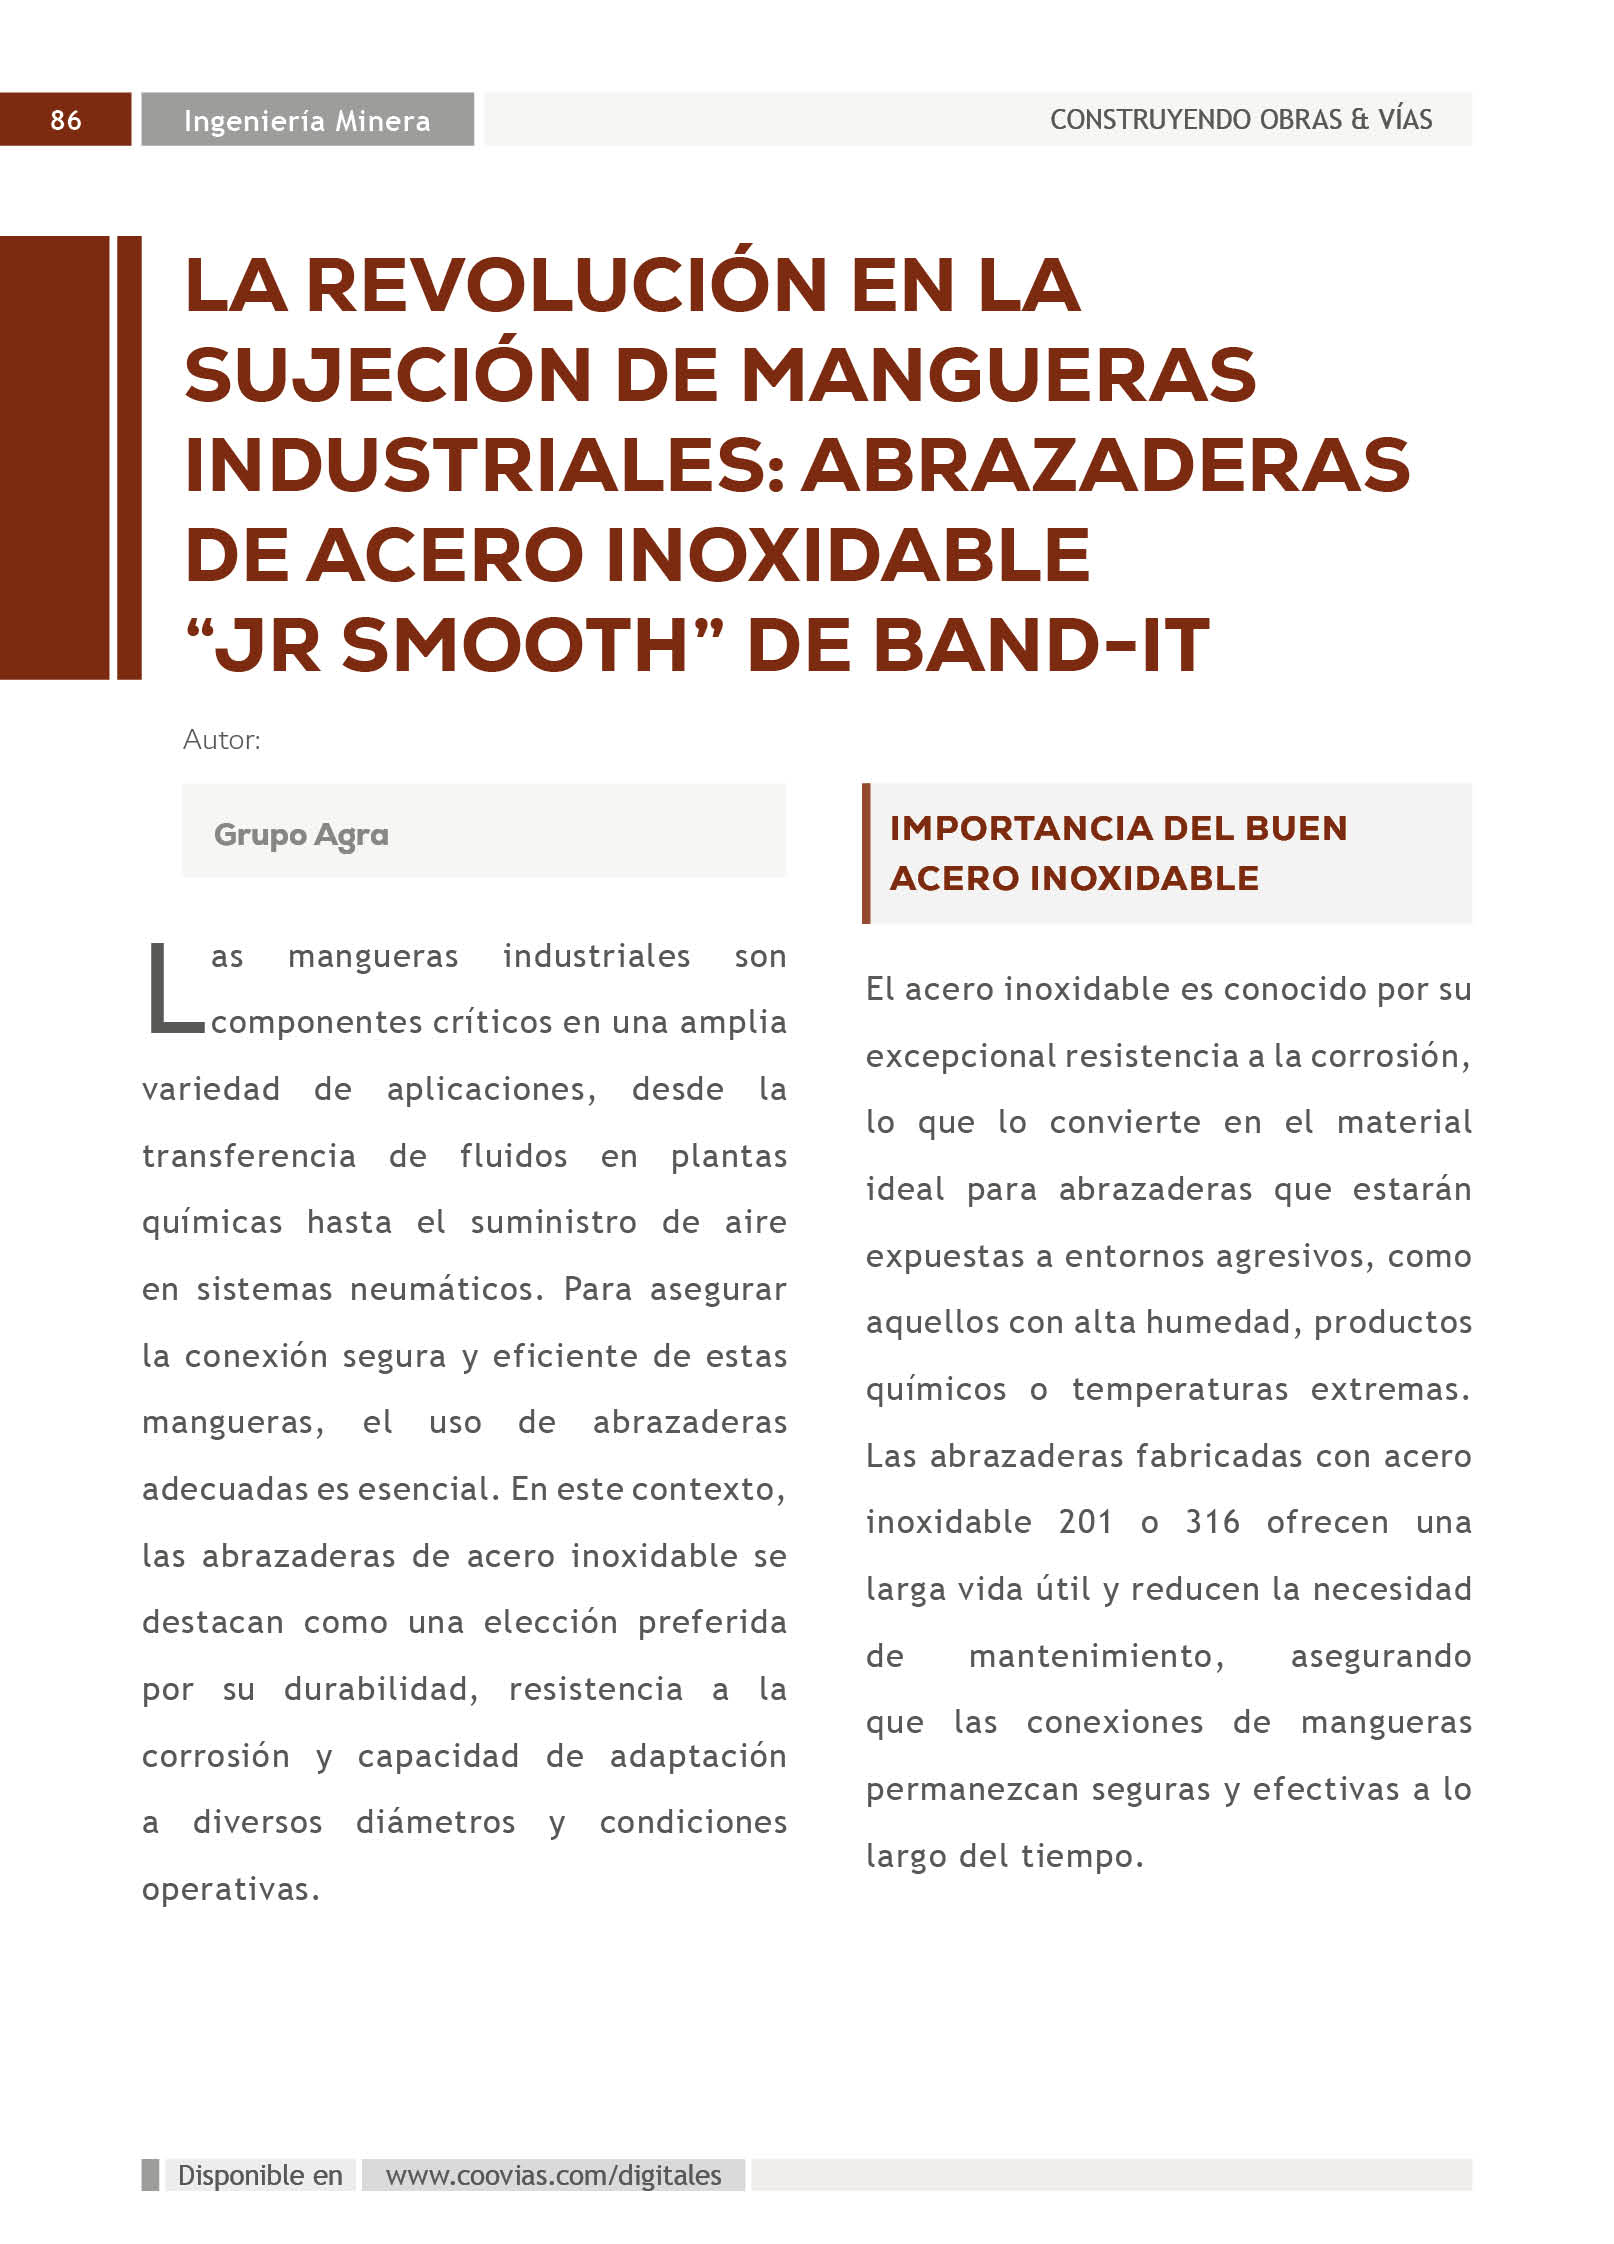 86
Ingeniería Minera
CONSTRUYENDO OBRAS & VÍAS
LA REVOLUCIÓN EN LA
SUJECIÓN DE MANGUERAS
INDUSTRIALES: ABRAZADERAS
DE ACERO INOXIDABLE
“JR SMOOTH” DE BAND-IT
Autor:
Grupo Agra
Las mangueras industriales son
componentes críticos en una amplia
variedad de aplicaciones, desde la
transferencia de fluidos en plantas
químicas hasta el suministro de aire
en sistemas neumáticos. Para asegurar
la conexión segura y eficiente de estas
mangueras, el uso de abrazaderas
adecuadas es esencial. En este contexto,
las abrazaderas de acero inoxidable se
destacan como una elección preferida
por su durabilidad, resistencia a la
corrosión y capacidad de adaptación
a diversos diámetros y condiciones
operativas.
IMPORTANCIA DEL BUEN
ACERO INOXIDABLE
El acero inoxidable es conocido por su
excepcional resistencia a la corrosión,
lo que lo convierte en el material
ideal para abrazaderas que estarán
expuestas a entornos agresivos, como
aquellos con alta humedad, productos
químicos o temperaturas extremas.
Las abrazaderas fabricadas con acero
inoxidable 201 o 316 ofrecen una
larga vida útil y reducen la necesidad
de mantenimiento, asegurando
que las conexiones de mangueras
permanezcan seguras y efectivas a lo
largo del tiempo.
Disponible en
www.coovias.com/digitales